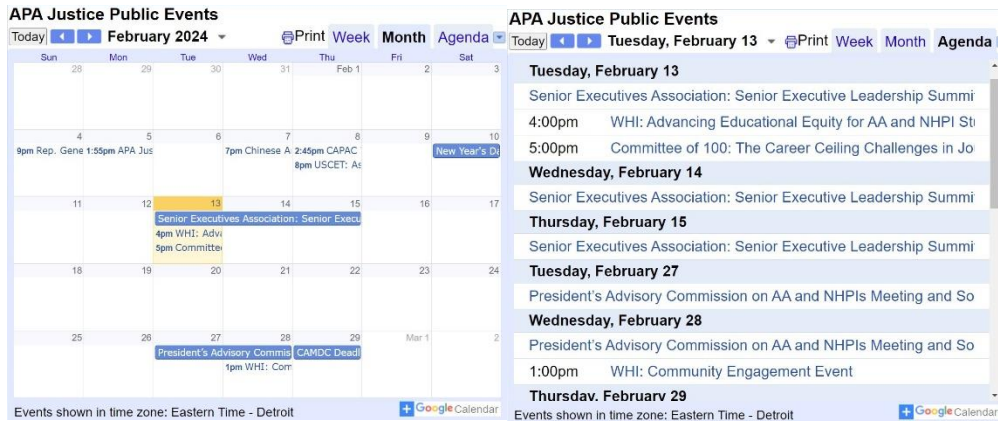 APA Justice Public Events
Today February 2024 Print Week Month Agenda
Sun Mon Tue Wed Thu Fri Sat
28 29 30 31 Feb 1 2 3
4 5 6 7 8 9 10
9pm Rep. Gene 1:55pm APA Jus 7pm Chinese A 2:45pm CAPAC New Year's Da
8pm USCET: As
11 12 13 14 15 16 17
Senior Executives Association: Senior Execu
4pm WHI: Adva
5pm Committe
18 19 20 21 22 23 24
25 26 27 28 29 Mar 1 2
President's Advisory Commis CAMDC Deadl
1pm WHI: Com
Events shown in time zone: Eastern Time - Detroit
Google Calendar
APA Justice Public Events
Today Tuesday, February 13 Print Week Month Agenda
Tuesday, February 13
Senior Executives Association: Senior Executive Leadership Summi
4:00pm WHI: Advancing Educational Equity for AA and NHPI Stu
5:00pm Committee of 100: The Career Ceiling Challenges in Jo
Wednesday, February 14
Senior Executives Association: Senior Executive Leadership Summi
Thursday, February 15
Senior Executives Association: Senior Executive Leadership Summi
Tuesday, February 27
President's Advisory Commission on AA and NHPIs Meeting and So
Wednesday, February 28
President's Advisory Commission on AA and NHPIs Meeting and So
1:00pm WHI: Community Engagement Event
Thursday, February 29
Events shown in time zone: Eastern Time - Detroit
Google Calendar